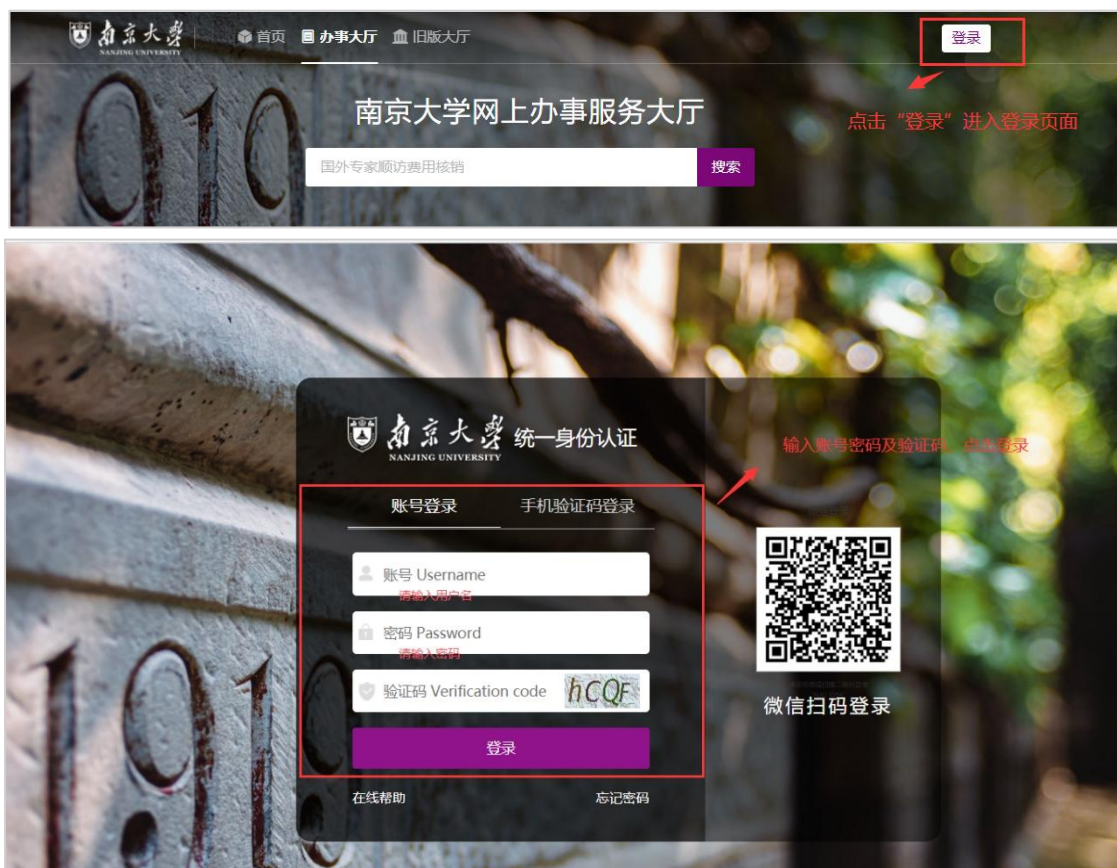 南京大学
NANJING UNIVERSITY
首页 办事大厅 旧版大厅
登录
南京大学网上办事服务大厅
点击“登录”进入登录页面
国外专家顺访费用核销 搜索
1919
南京大学 统一身份认证
NANJING UNIVERSITY
输入账号密码及验证码，点击登录
账号登录 手机验证码登录
账号 Username
请输入用户名
密码 Password
请输入密码
验证码 Verification code hCQF
登录
微信扫码登录
在线帮助 忘记密码
1919